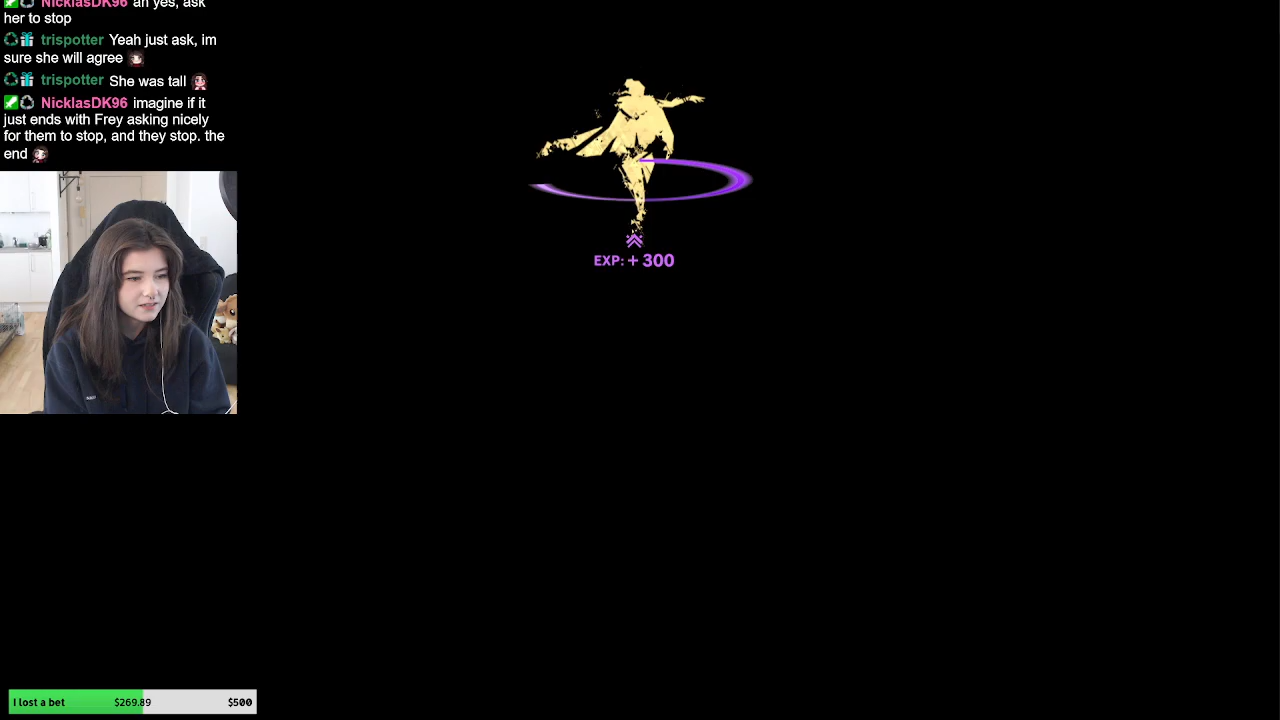 NicklasDK96 ah yes, ask
her to stop
trispotter Yeah just ask, im
sure she will agree
trispotter She was tall
NicklasDK96 imagine if it
just ends with Frey asking nicely
for them to stop, and they stop. the
end
EXP: + 300
I lost a bet $269.89 $500